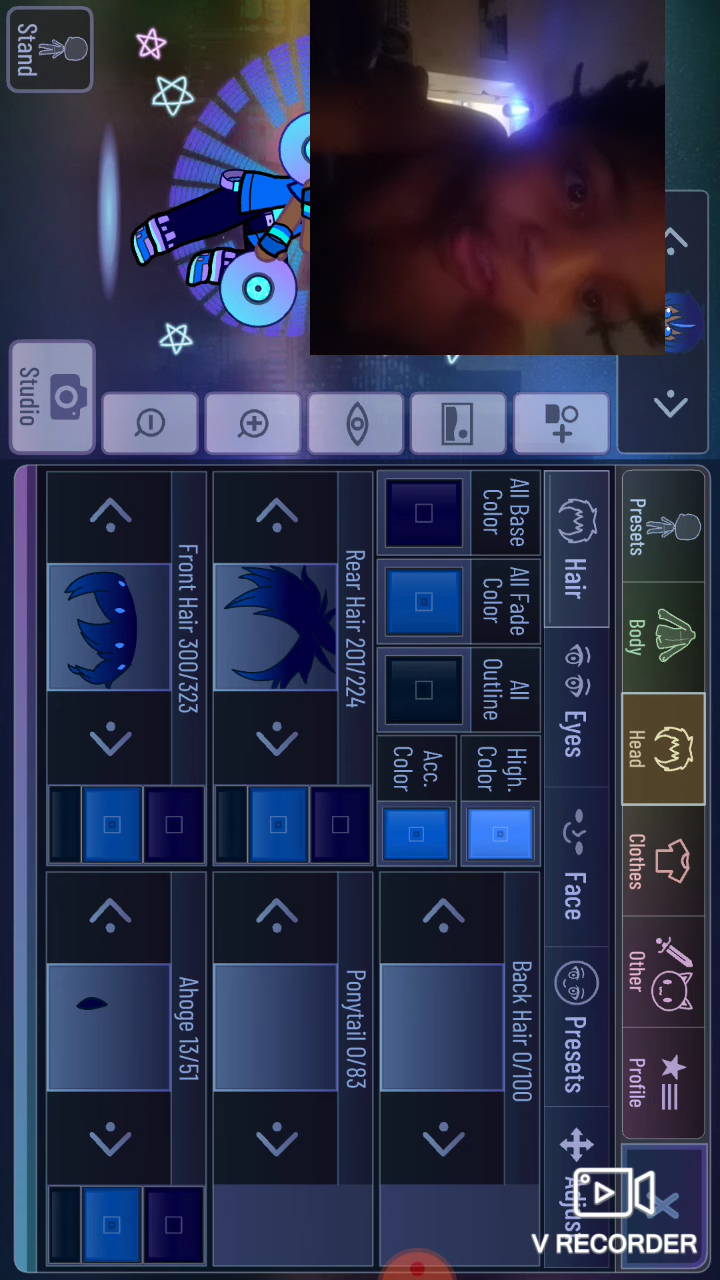 Stand
Studio
Presets
Body
Head
Clothes
Other
Profile
Hair
Eyes
Face
Presets
Adjust
All Base
Color
All Fade
Color
All
Outline
High.
Color
Acc.
Color
Back Hair 0/100
Rear Hair 201/224
Ponytail 0/83
Front Hair 300/323
Ahoge 13/51
V RECORDER